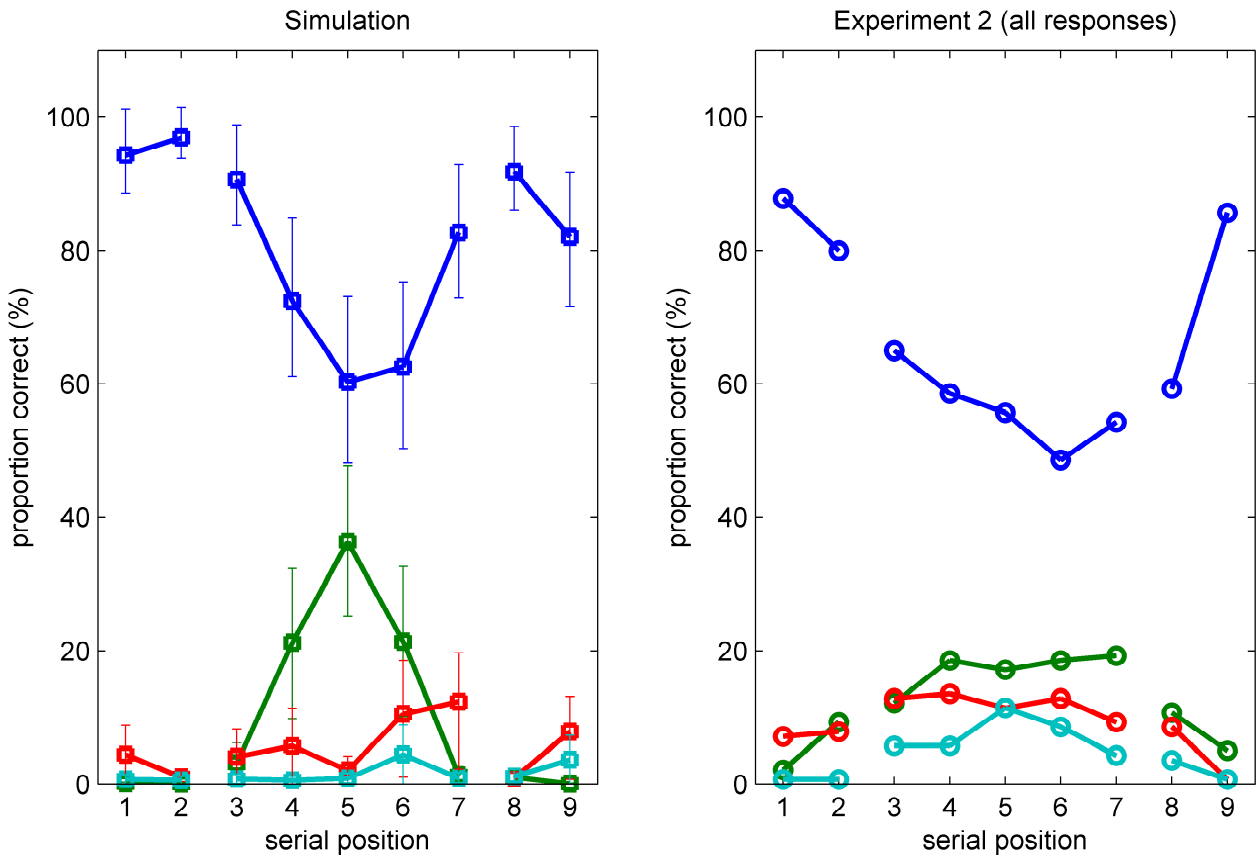 Simulation
proportion correct (%)
100
80
60
40
20
0
1 2 3 4 5 6 7 8 9
serial position
Experiment 2 (all responses)
proportion correct (%)
100
80
60
40
20
0
1 2 3 4 5 6 7 8 9
serial position